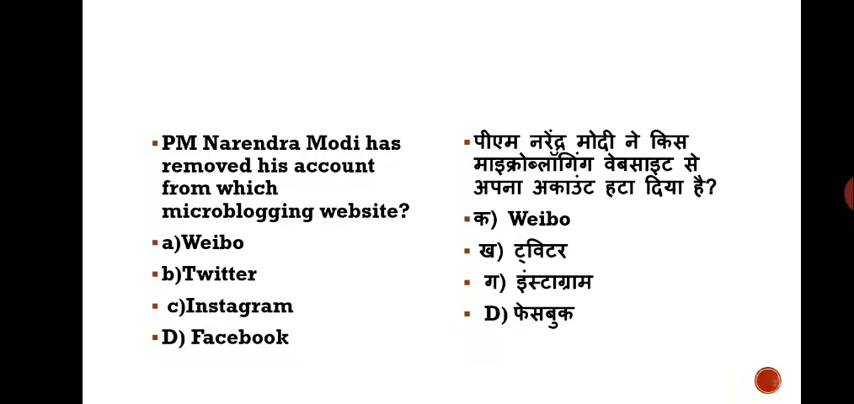 PM Narendra Modi has
removed his account
from which
microblogging website?
a)Weibo
b)Twitter
c)Instagram
D) Facebook
पीएम नरेंद्र मोदी ने किस
माइक्रोब्लॉगिंग वेबसाइट से
अपना अकाउंट हटा दिया है?
क) Weibo
ख) ट्विटर
ग) इंस्टाग्राम
D) फेसबुक